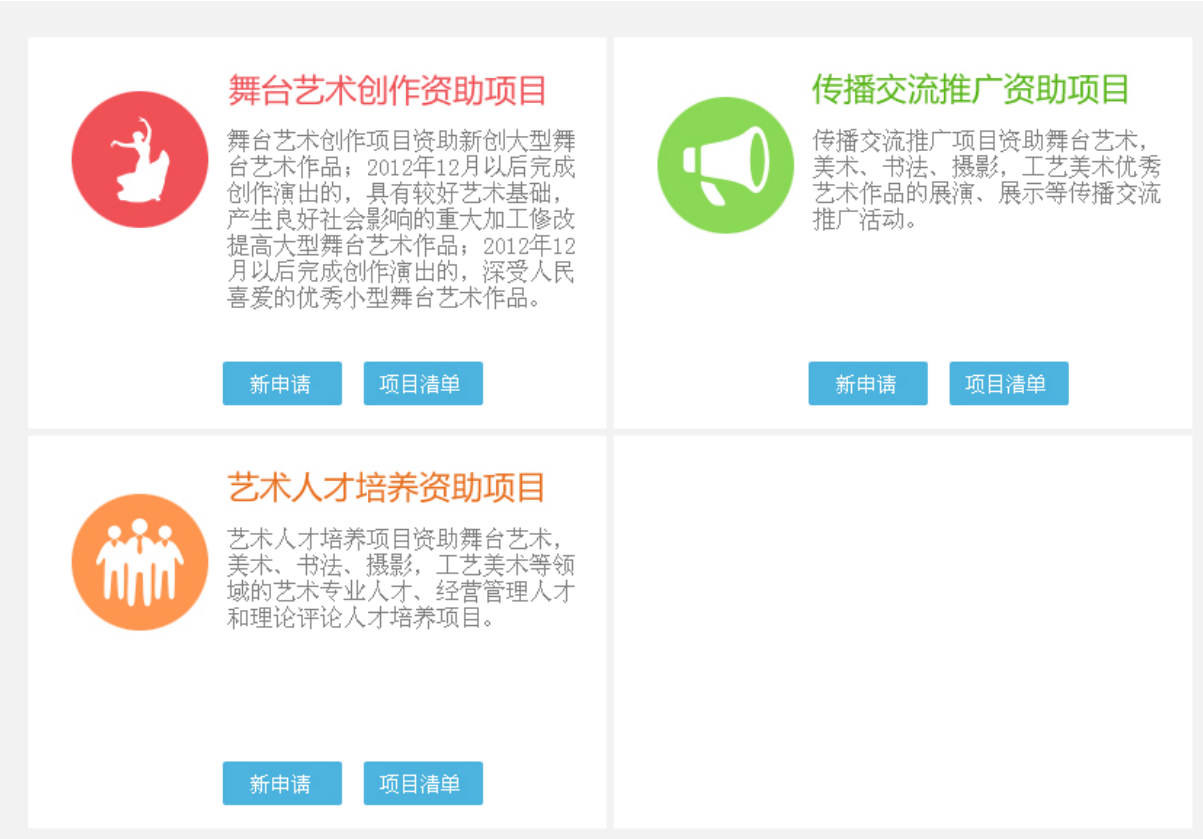 舞台艺术创作资助项目
舞台艺术创作项目资助新创大型舞
台艺术作品；2012年12月以后完成
创作演出的，具有较好艺术基础，
产生良好社会影响的重大加工修改
提高大型舞台艺术作品；2012年12
月以后完成创作演出的，深受人民
喜爱的优秀小型舞台艺术作品。
新申请
项目清单
传播交流推广资助项目
传播交流推广项目资助舞台艺术，
美术、书法、摄影，工艺美术优秀
艺术作品的展演、展示等传播交流
推广活动。
新申请
项目清单
艺术人才培养资助项目
艺术人才培养项目资助舞台艺术，
美术、书法、摄影，工艺美术等领
域的艺术专业人才、经营管理人才
和理论评论人才培养项目。
新申请
项目清单